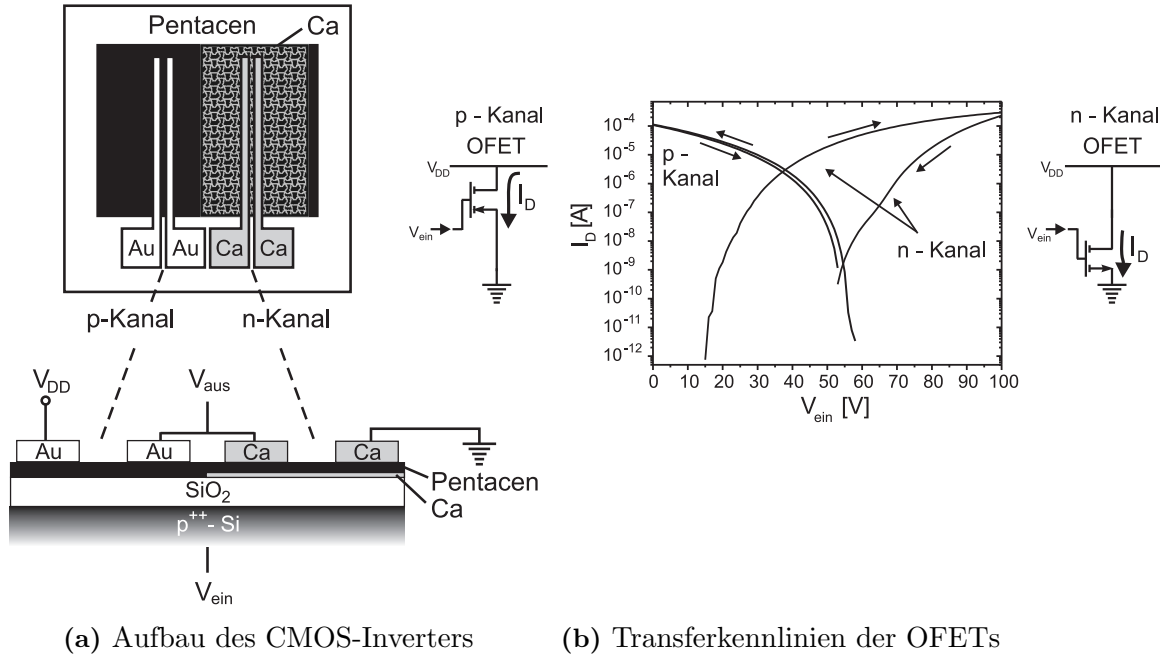 Pentacen
Ca
Au Au Ca Ca
p-Kanal n-Kanal
V_DD
V_aus
Au Au Ca Ca
Pentacen
Ca
SiO₂
p⁺⁺- Si
V_ein
p - Kanal
OFET
V_DD
I_D
V_ein
I_D [A]
10⁻⁴
10⁻⁵
10⁻⁶
10⁻⁷
10⁻⁸
10⁻⁹
10⁻¹⁰
10⁻¹¹
10⁻¹²
p -
Kanal
n - Kanal
0 10 20 30 40 50 60 70 80 90 100
V_ein [V]
n - Kanal
OFET
V_DD
V_ein
I_D
(a) Aufbau des CMOS-Inverters
(b) Transferkennlinien der OFETs